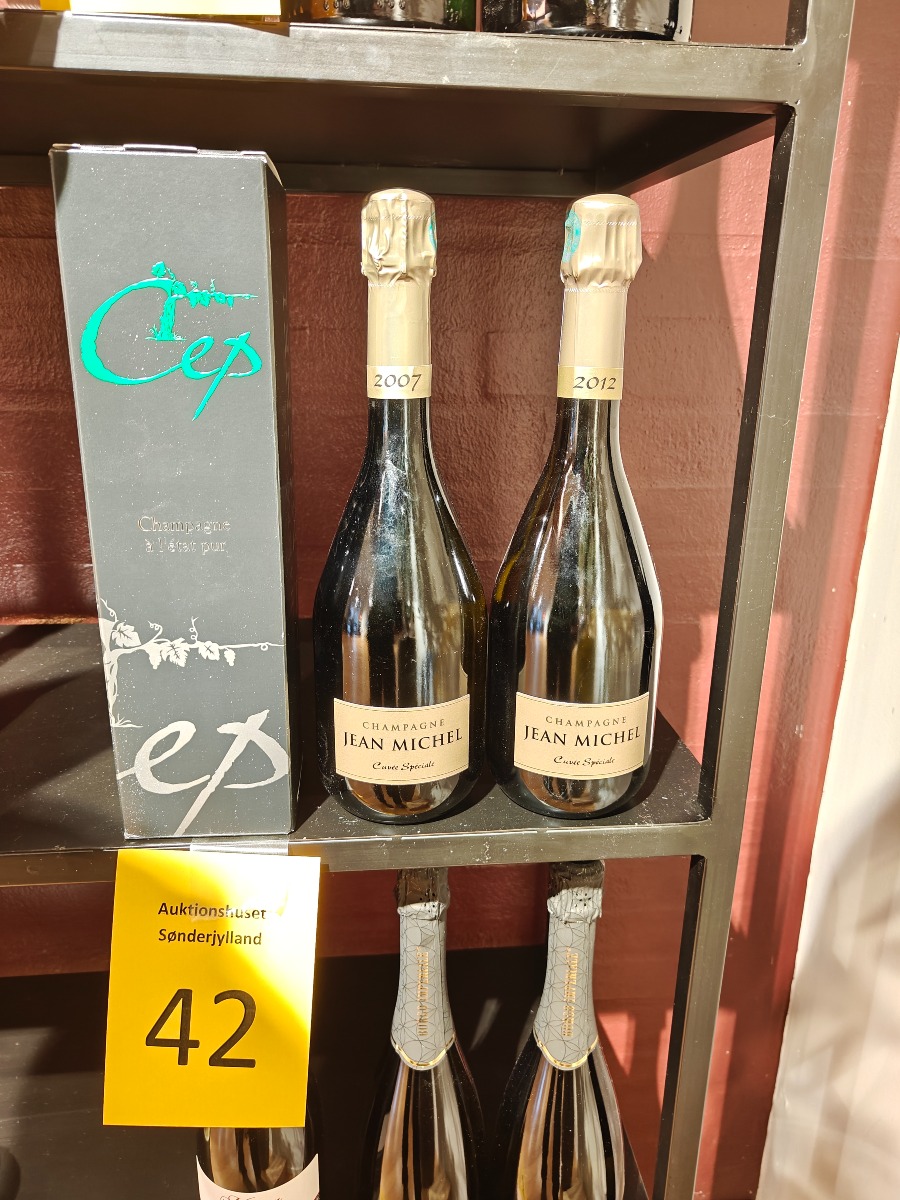 Cep
Champagne
à l'état pur
ep
2007
CHAMPAGNE
JEAN MICHEL
Cuvée Spéciale
2012
CHAMPAGNE
JEAN MICHEL
Cuvée Spéciale
Auktionshuset
Sønderjylland
42